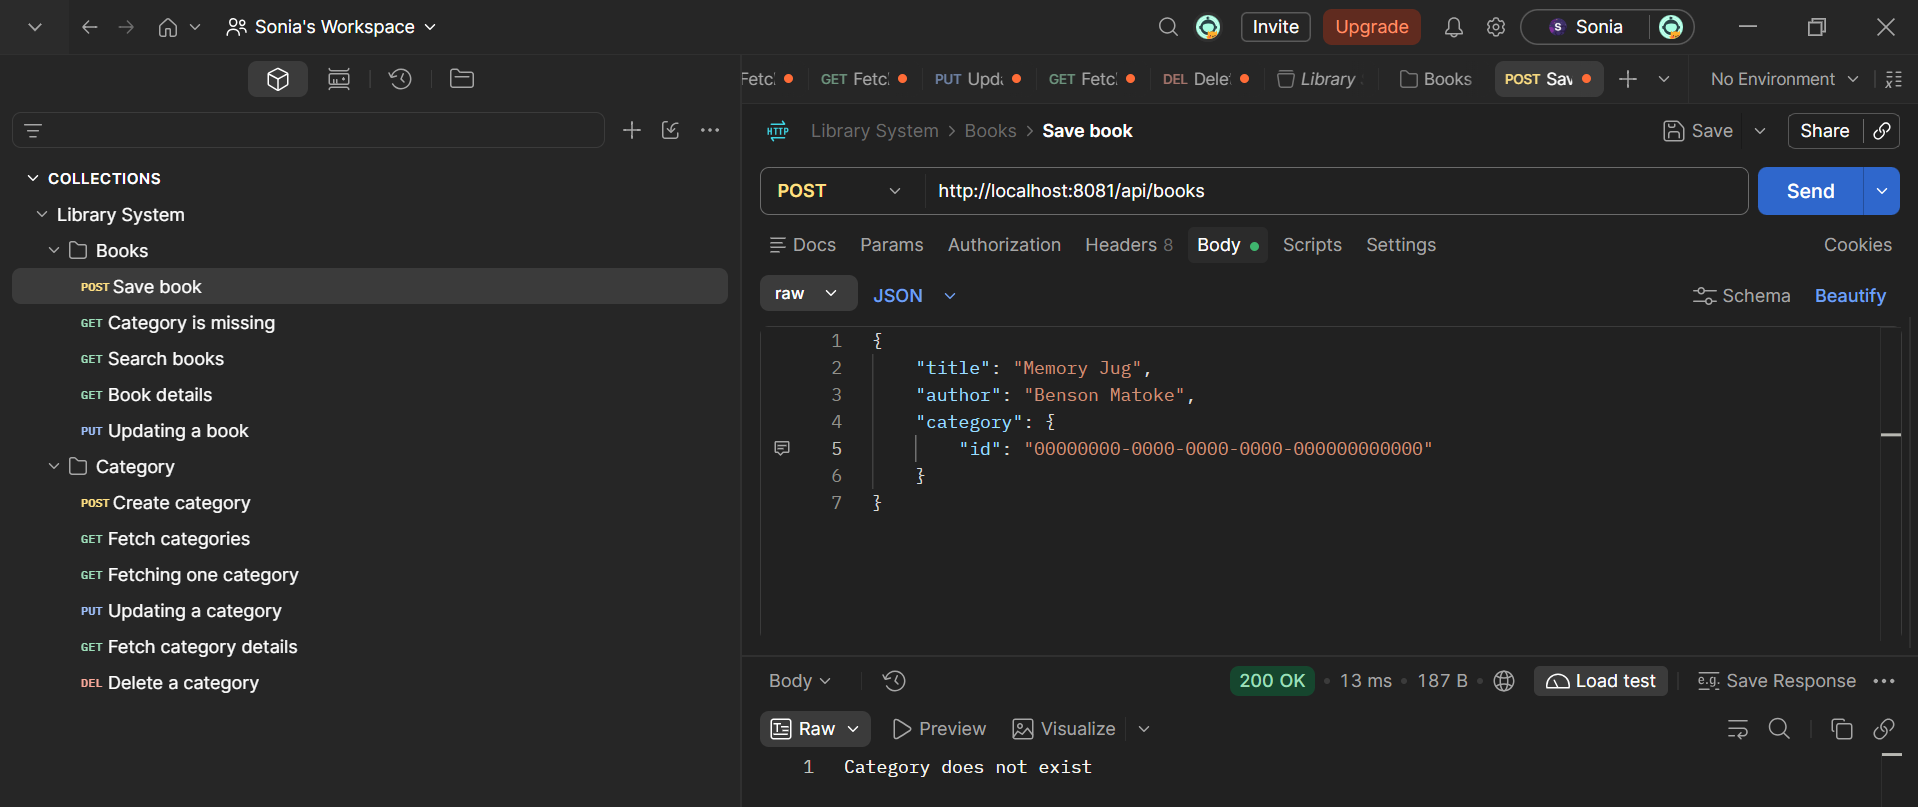 Sonia's Workspace
Invite
Upgrade
S Sonia
COLLECTIONS
Library System
Books
POST Save book
GET Category is missing
GET Search books
GET Book details
PUT Updating a book
Category
POST Create category
GET Fetch categories
GET Fetching one category
PUT Updating a category
GET Fetch category details
DEL Delete a category
Fetcl
GET Fetcl
PUT Upd
GET Fetcl
DEL Dele
Library
Books
POST Sav
No Environment
HTTP Library System > Books > Save book
Save
Share
POST http://localhost:8081/api/books
Send
Docs Params Authorization Headers 8 Body Scripts Settings Cookies
raw JSON Schema Beautify
1 {
2 "title": "Memory Jug",
3 "author": "Benson Matoke",
4 "category": {
5 "id": "00000000-0000-0000-0000-000000000000"
6 }
7 }
Body 200 OK • 13 ms • 187 B • Load test e.g. Save Response
Raw Preview Visualize
1 Category does not exist